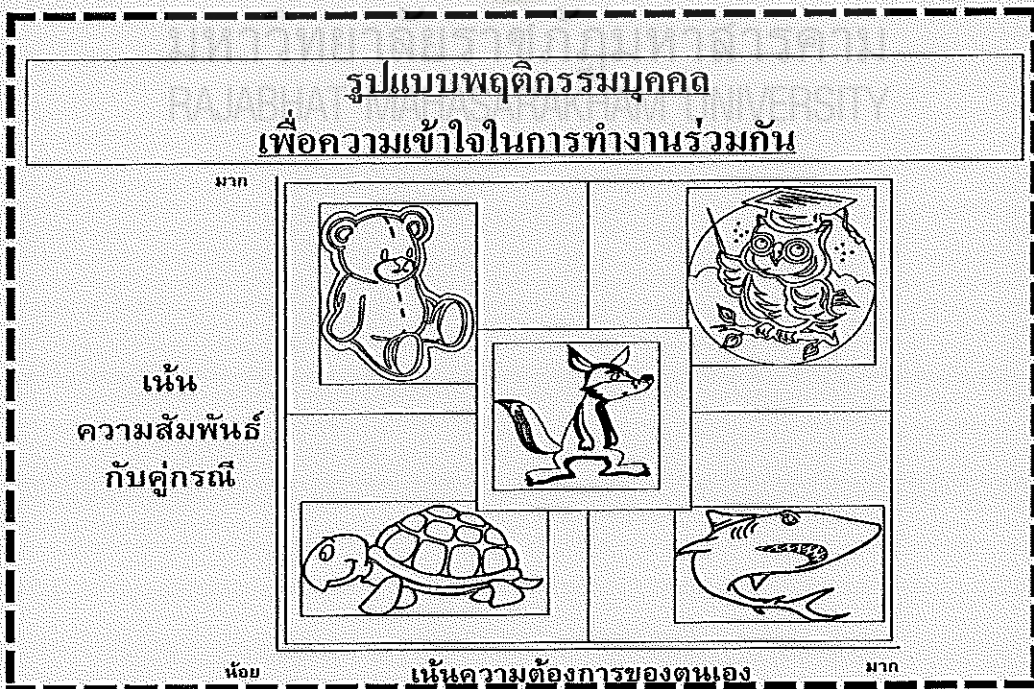 รูปแบบพฤติกรรมบุคคล
เพื่อความเข้าใจในการทำงานร่วมกัน
มาก
เน้น
ความสัมพันธ์
กับคู่กรณี
น้อย
เน้นความต้องการของตนเอง
มาก